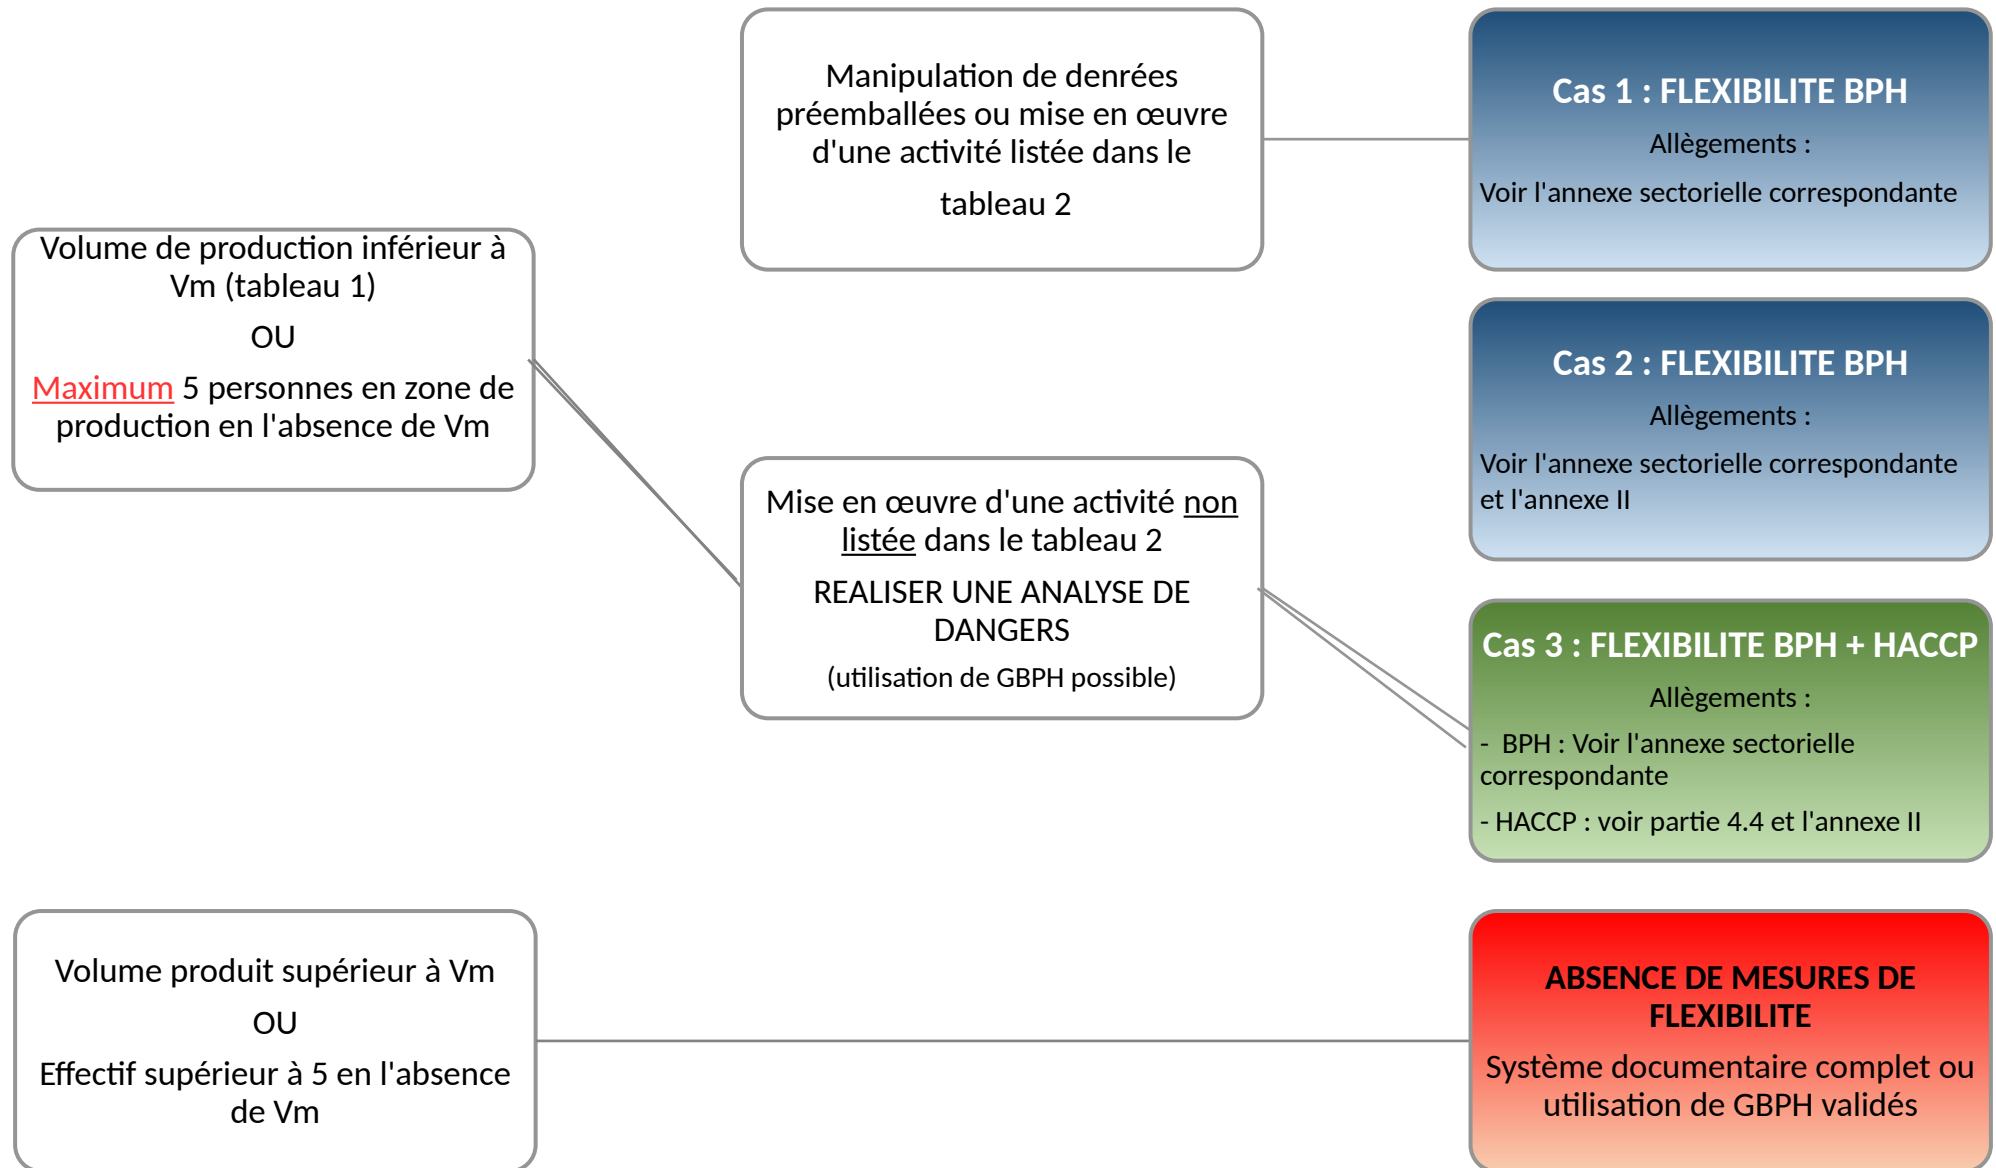 Volume de production inférieur à
Vm (tableau 1)
OU
Maximum 5 personnes en zone de
production en l'absence de Vm
Manipulation de denrées
préemballées ou mise en œuvre
d'une activité listée dans le
tableau 2
Cas 1 : FLEXIBILITE BPH
Allègements :
Voir l'annexe sectorielle correspondante
Mise en œuvre d'une activité non
listée dans le tableau 2
REALISER UNE ANALYSE DE
DANGERS
(utilisation de GBPH possible)
Cas 2 : FLEXIBILITE BPH
Allègements :
Voir l'annexe sectorielle correspondante
et l'annexe II
Cas 3 : FLEXIBILITE BPH + HACCP
Allègements :
- BPH : Voir l'annexe sectorielle
correspondante
- HACCP : voir partie 4.4 et l'annexe II
Volume produit supérieur à Vm
OU
Effectif supérieur à 5 en l'absence
de Vm
ABSENCE DE MESURES DE
FLEXIBILITE
Système documentaire complet ou
utilisation de GBPH validés